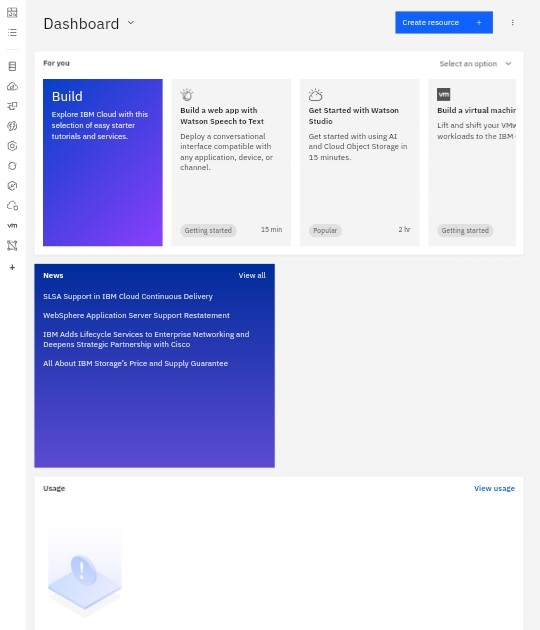 Dashboard
Create resource +
For you
Select an option
Build
Explore IBM Cloud with this
selection of easy starter
tutorials and services.
Build a web app with
Watson Speech to Text
Deploy a conversational
interface compatible with
any application, device, or
channel.
Getting started
15 min
Get Started with Watson
Studio
Get started with using AI
and Cloud Object Storage in
15 minutes.
Popular
2 hr
vm
Build a virtual machin
Lift and shift your VMw
workloads to the IBM
Getting started
vm
News
View all
SLSA Support in IBM Cloud Continuous Delivery
WebSphere Application Server Support Restatement
IBM Adds Lifecycle Services to Enterprise Networking and
Deepens Strategic Partnership with Cisco
All About IBM Storage's Price and Supply Guarantee
Usage
View usage